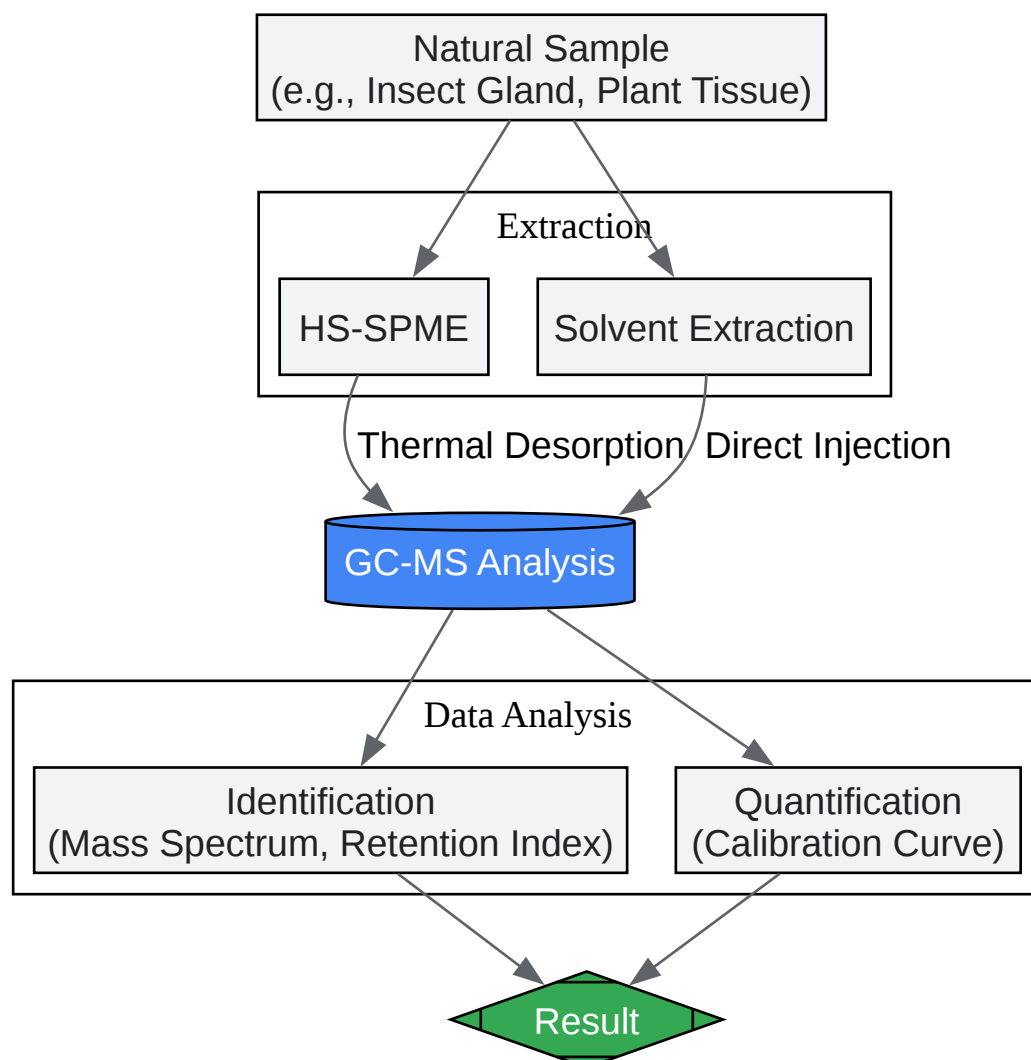 Natural Sample
(e.g., Insect Gland, Plant Tissue)
Extraction
HS-SPME
Solvent Extraction
Thermal Desorption
Direct Injection
GC-MS Analysis
Data Analysis
Identification
(Mass Spectrum, Retention Index)
Quantification
(Calibration Curve)
Result